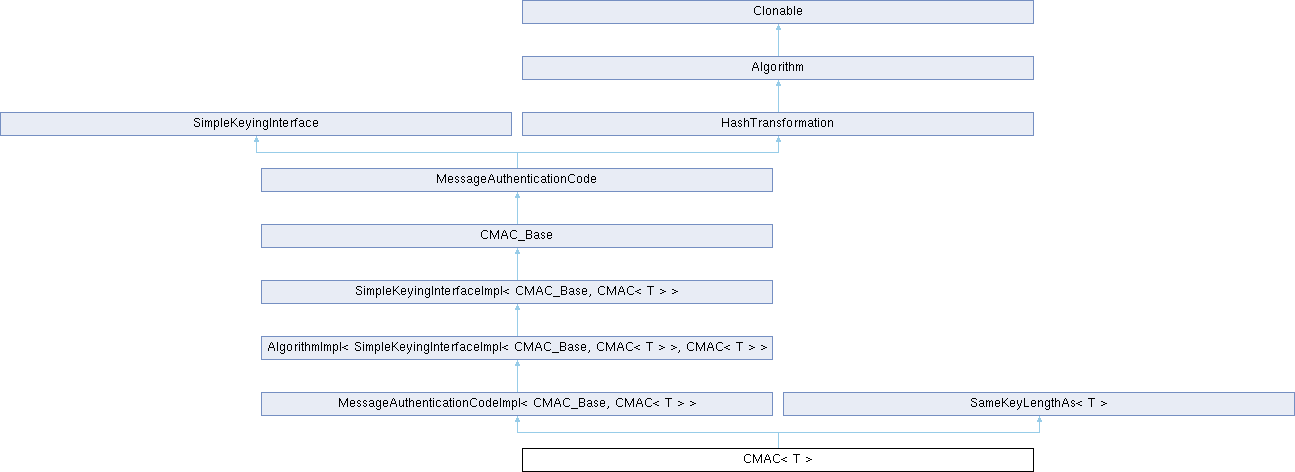 Clonable
Algorithm
SimpleKeyingInterface
HashTransformation
MessageAuthenticationCode
CMAC_Base
SimpleKeyingInterfaceImpl< CMAC_Base, CMAC< T > >
AlgorithmImpl< SimpleKeyingInterfaceImpl< CMAC_Base, CMAC< T > >, CMAC< T > >
MessageAuthenticationCodeImpl< CMAC_Base, CMAC< T > >
SameKeyLengthAs< T >
CMAC< T >